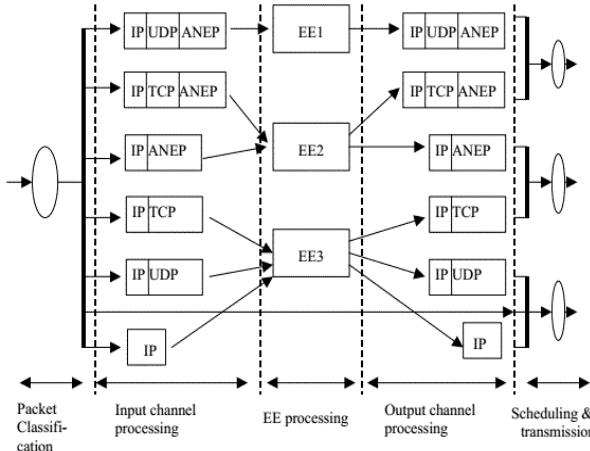 IP UDP ANEP EE1 IP UDP ANEP
IP TCP ANEP IP TCP ANEP
IP ANEP EE2 IP ANEP
IP TCP IP TCP
EE3
IP UDP IP UDP
IP IP
Packet
Classifi-
cation
Input channel
processing
EE processing
Output channel
processing
Scheduling &
transmission